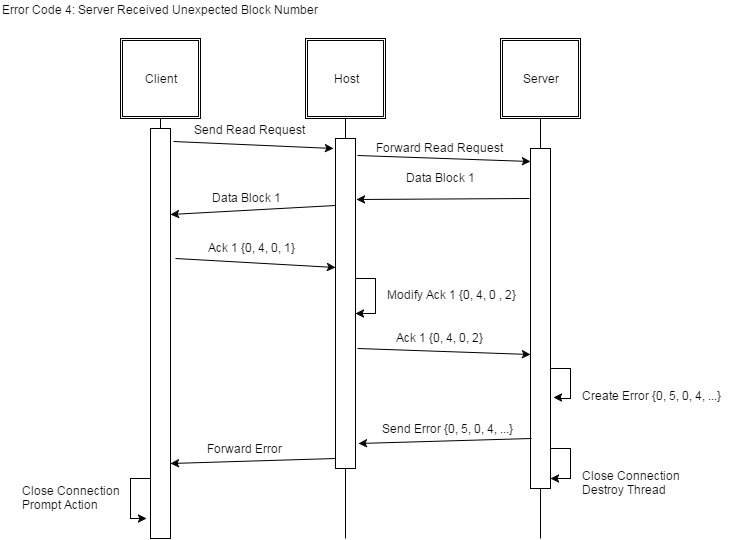 Error Code 4: Server Received Unexpected Block Number
Client
Host
Server
Send Read Request
Forward Read Request
Data Block 1
Data Block 1
Ack 1 {0, 4, 0, 1}
Modify Ack 1 {0, 4, 0 , 2}
Ack 1 {0, 4, 0, 2}
Create Error {0, 5, 0, 4, ...}
Send Error {0, 5, 0, 4, ...}
Forward Error
Close Connection
Destroy Thread
Close Connection
Prompt Action